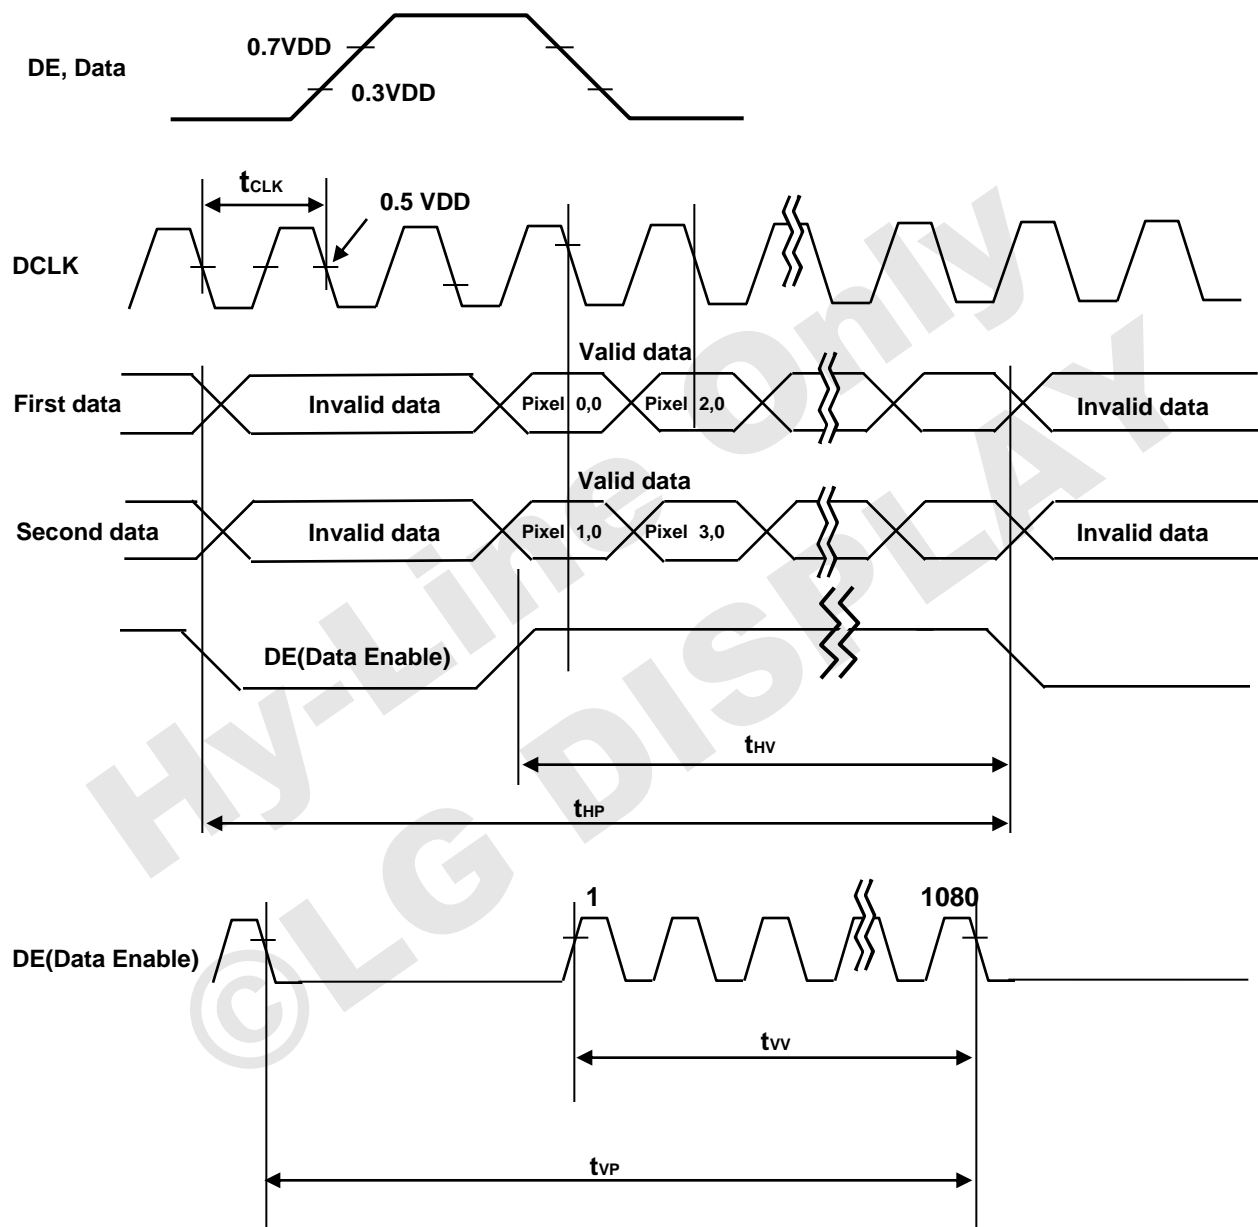 0.7VDD
DE, Data
0.3VDD
tCLK
0.5 VDD
DCLK
Valid data
First data
Invalid data
Pixel 0,0
Pixel 2,0
Invalid data
Valid data
Second data
Invalid data
Pixel 1,0
Pixel 3,0
Invalid data
DE(Data Enable)
tHV
tHP
1
1080
DE(Data Enable)
tVV
tVP
Hy-Line Only
©LG DISPLAY